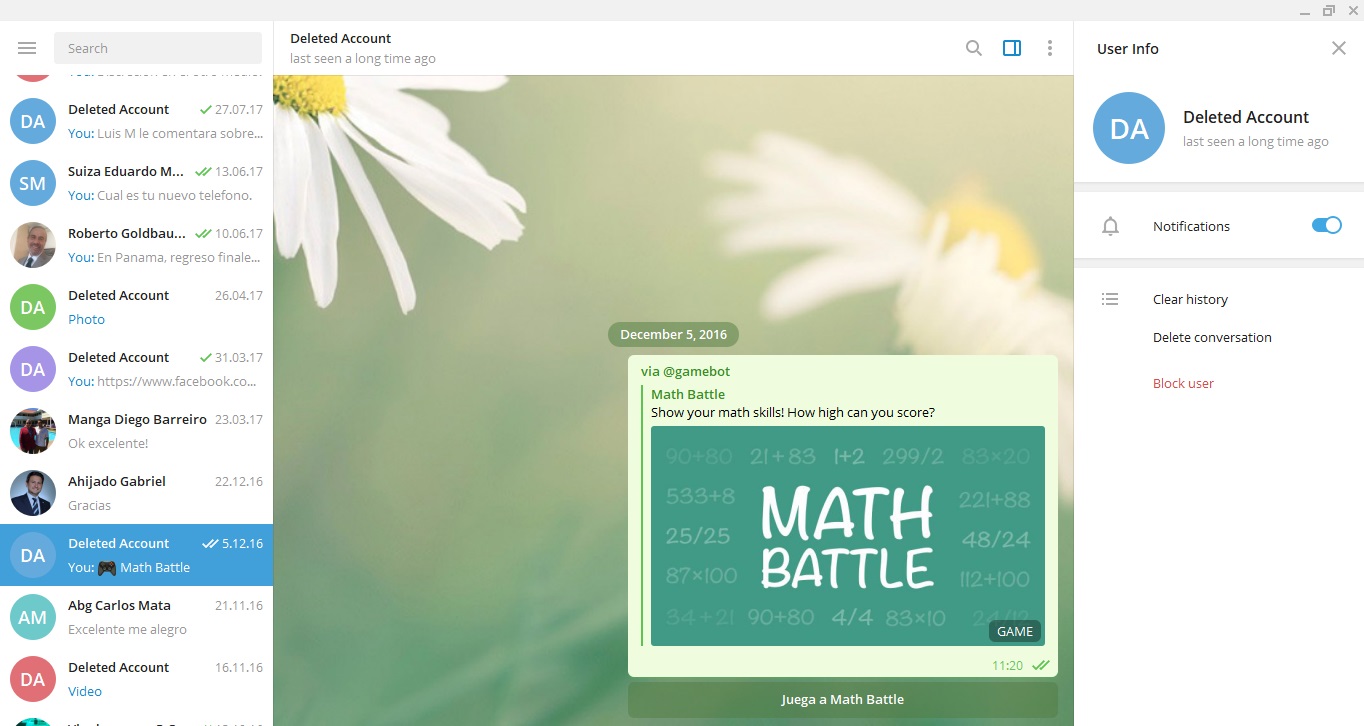 Search
Deleted Account 27.07.17
You: Luis M le comentara sobre...
SM
Suiza Eduardo M... 13.06.17
You: Cual es tu nuevo telefono.
Roberto Goldbau... 10.06.17
You: En Panama, regreso finale...
DA
Deleted Account 26.04.17
Photo
DA
Deleted Account 31.03.17
You: https://www.facebook.co...
Manga Diego Barreiro 23.03.17
Ok excelente!
Ahijado Gabriel 22.12.16
Gracias
DA
Deleted Account 5.12.16
You: 🎮 Math Battle
AM
Abg Carlos Mata 21.11.16
Excelente me alegro
DA
Deleted Account 16.11.16
Video
Deleted Account
last seen a long time ago
December 5, 2016
via @gamebot
Math Battle
Show your math skills! How high can you score?
90+80 21+83 1+2 299/2 83×20
533+8 221+88
25/25 48/24
87×100 112+100
MATH
BATTLE
34+21 90+80 4/4 83×10
GAME
11:20
Juega a Math Battle
User Info
DA
Deleted Account
last seen a long time ago
Notifications
Clear history
Delete conversation
Block user